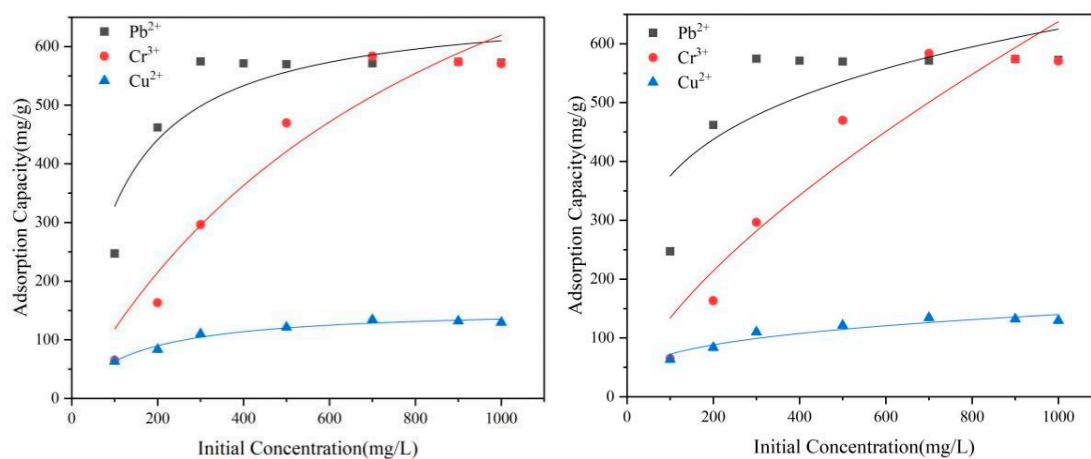 Pb²⁺
Cr³⁺
Cu²⁺
Adsorption Capacity(mg/g)
600
500
400
300
200
100
0
0 200 400 600 800 1000
Initial Concentration(mg/L)
Pb²⁺
Cr³⁺
Cu²⁺
Adsorption Capacity(mg/g)
600
500
400
300
200
100
0
0 200 400 600 800 1000
Initial Concentration(mg/L)